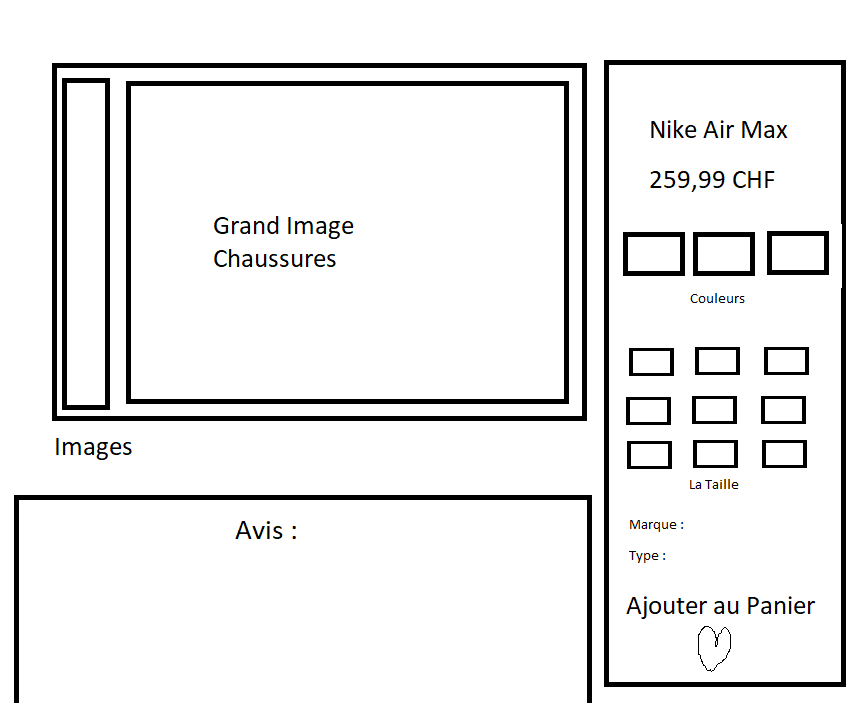 Grand Image
Chaussures
Images
Avis :
Nike Air Max
259,99 CHF
Couleurs
La Taille
Marque :
Type :
Ajouter au Panier